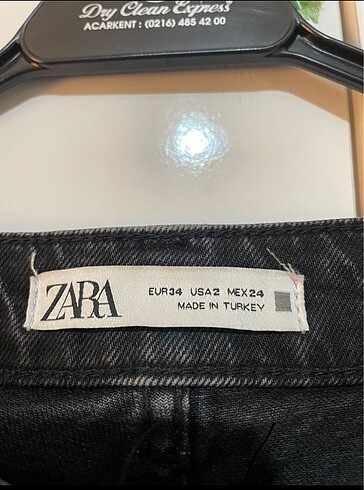 Dry Clean Express
ACARKENT : (0216) 485 42 00
ZARA
EUR34 USA2 MEX24
MADE IN TURKEY